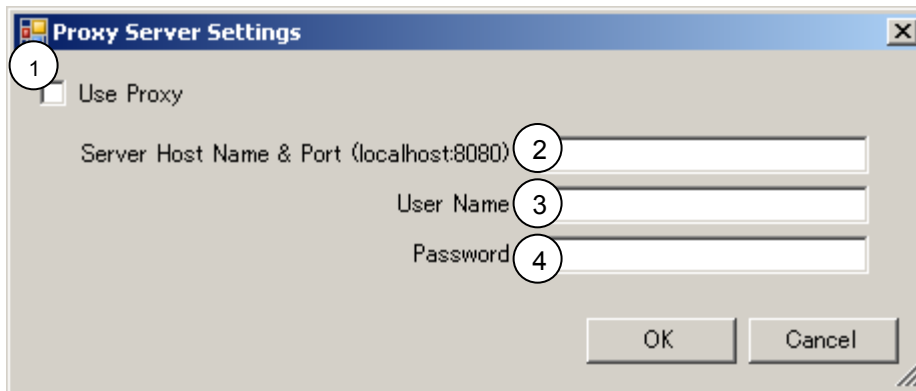 Proxy Server Settings
1
Use Proxy
Server Host Name & Port (localhost:8080) 2
User Name 3
Password 4
OK Cancel